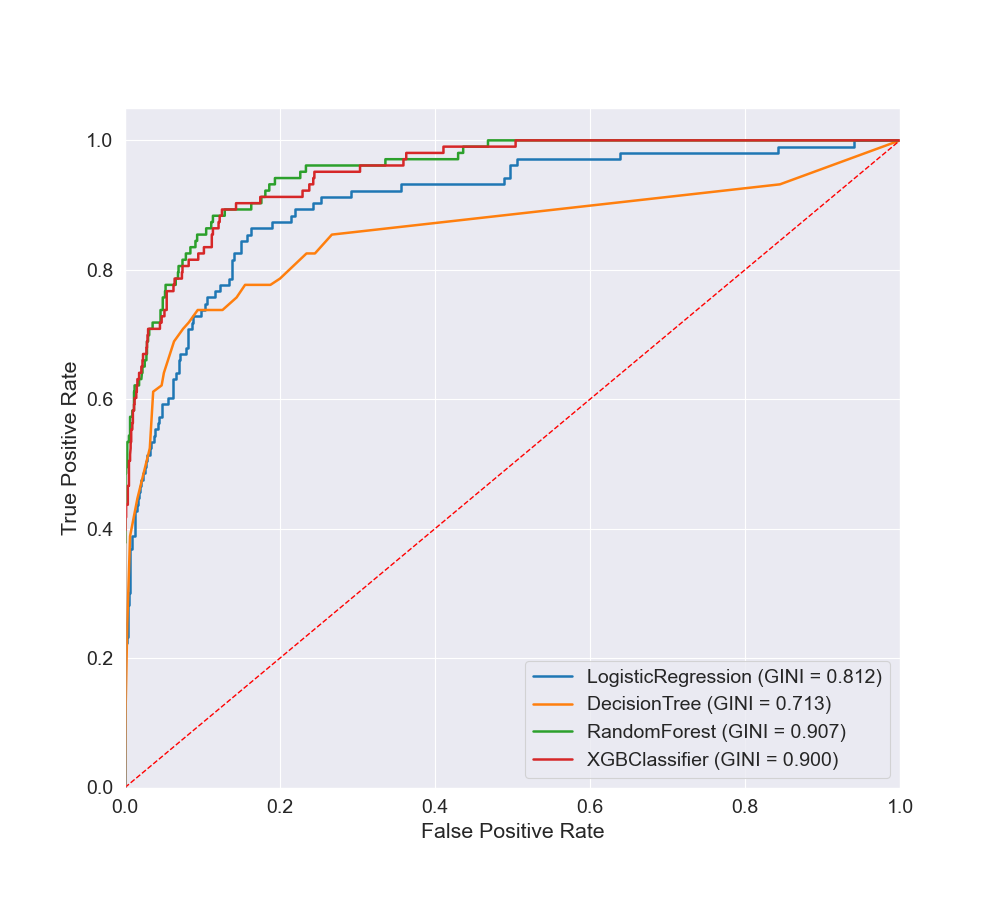 1.0
0.8
0.6
0.4
0.2
0.0
True Positive Rate
LogisticRegression (GINI = 0.812)
DecisionTree (GINI = 0.713)
RandomForest (GINI = 0.907)
XGBClassifier (GINI = 0.900)
0.0 0.2 0.4 0.6 0.8 1.0
False Positive Rate